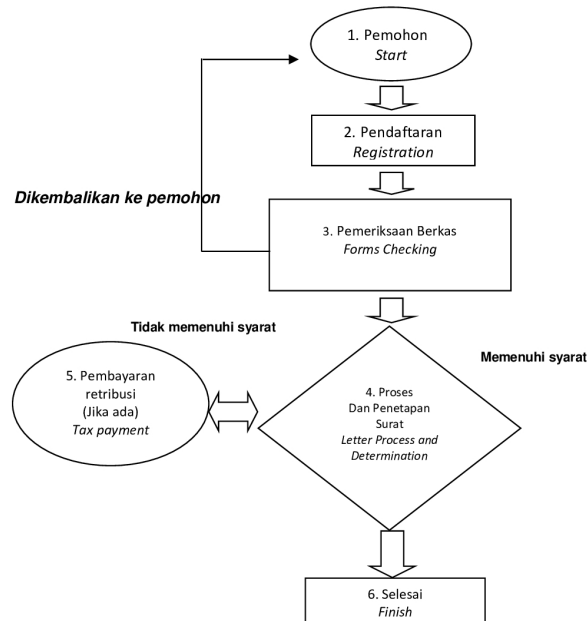 1. Pemohon
Start
2. Pendaftaran
Registration
Dikembalikan ke pemohon
3. Pemeriksaan Berkas
Forms Checking
Tidak memenuhi syarat
Memenuhi syarat
5. Pembayaran
retribusi
(Jika ada)
Tax payment
4. Proses
Dan Penetapan
Surat
Letter Process and
Determination
6. Selesai
Finish